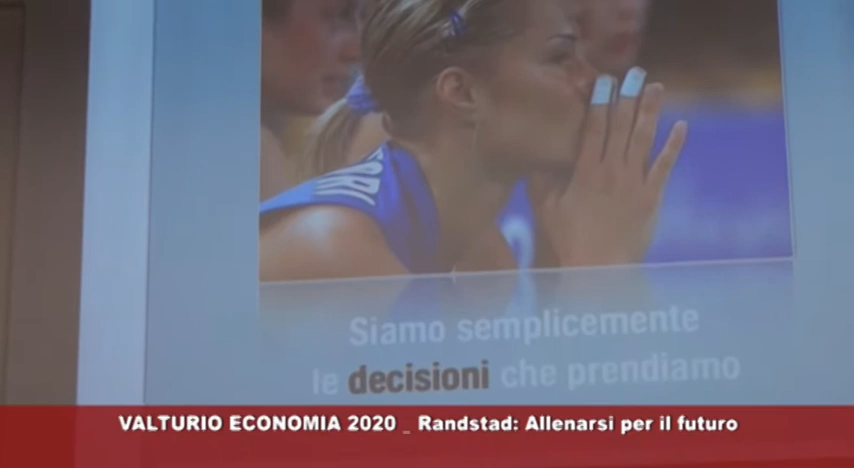 Siamo semplicemente
le decisioni che prendiamo
VALTURIO ECONOMIA 2020 _ Randstad: Allenarsi per il futuro